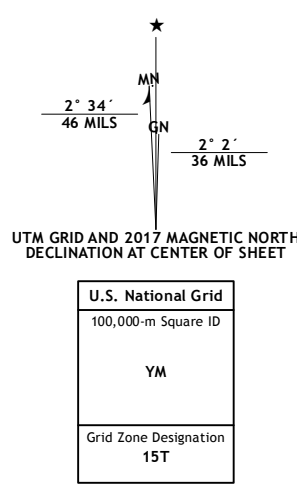 ★
MN
2° 34´
46 MILS
GN
2° 2´
36 MILS
UTM GRID AND 2017 MAGNETIC NORTH
DECLINATION AT CENTER OF SHEET
U.S. National Grid
100,000-m Square ID
YM
Grid Zone Designation
15T